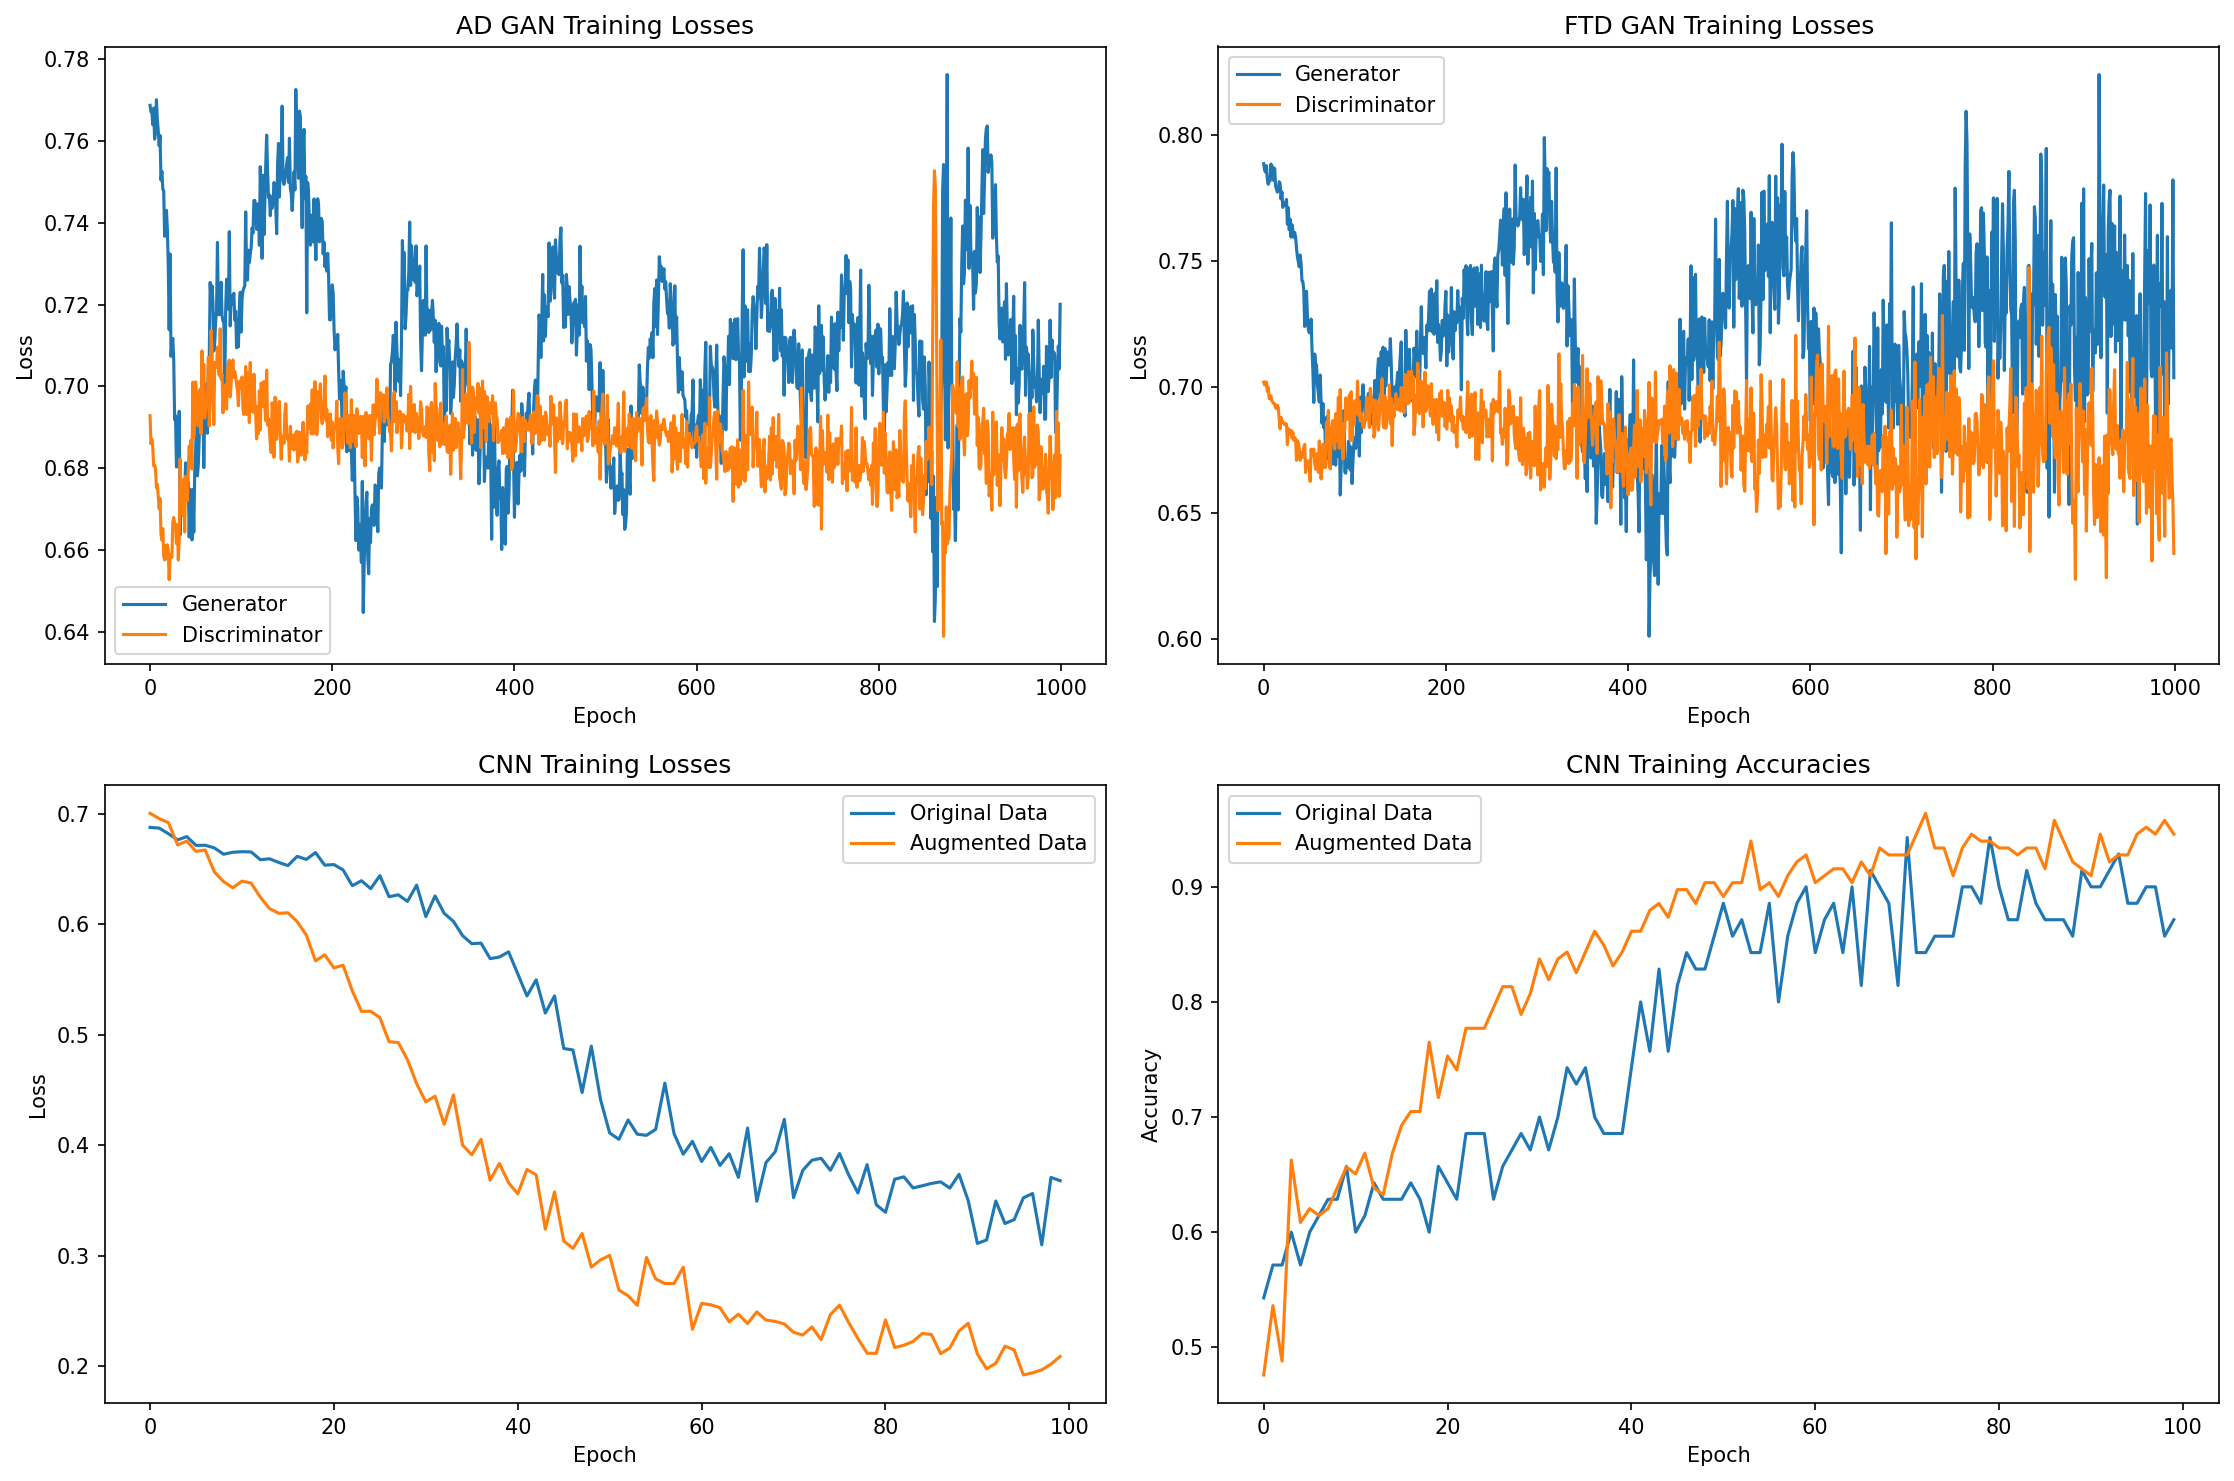 AD GAN Training Losses
0.78
0.76
0.74
0.72
0.70
0.68
0.66
0.64
Loss
Generator
Discriminator
0
200
400
600
800
1000
Epoch
FTD GAN Training Losses
Generator
Discriminator
0.80
0.75
0.70
0.65
0.60
Loss
0
200
400
600
800
1000
Epoch
CNN Training Losses
Original Data
Augmented Data
0.7
0.6
0.5
0.4
0.3
0.2
Loss
0
20
40
60
80
100
Epoch
CNN Training Accuracies
Original Data
Augmented Data
0.9
0.8
0.7
0.6
0.5
Accuracy
0
20
40
60
80
100
Epoch